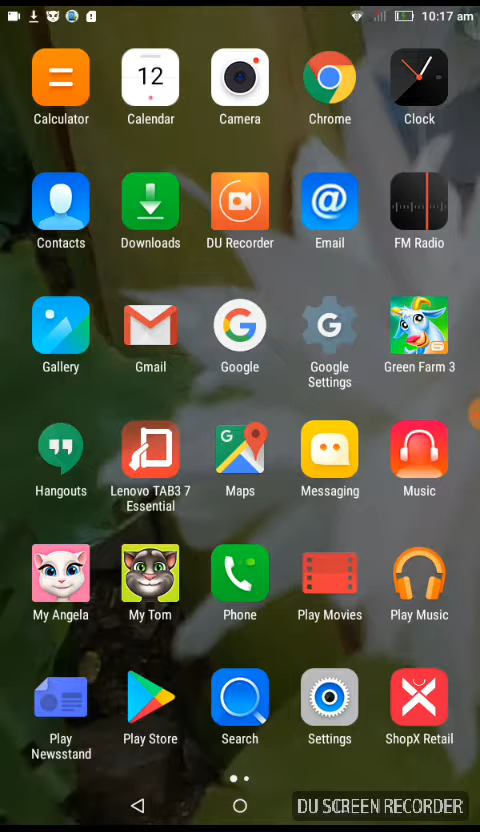 10:17 am
12
Calculator
Calendar
Camera
Chrome
Clock
Contacts
Downloads
DU Recorder
Email
FM Radio
Gallery
Gmail
Google
Google
Settings
Green Farm 3
Hangouts
Lenovo TAB3 7
Essential
Maps
Messaging
Music
My Angela
My Tom
Phone
Play Movies
Play Music
Play
Newsstand
Play Store
Search
Settings
ShopX Retail
DU SCREEN RECORDER